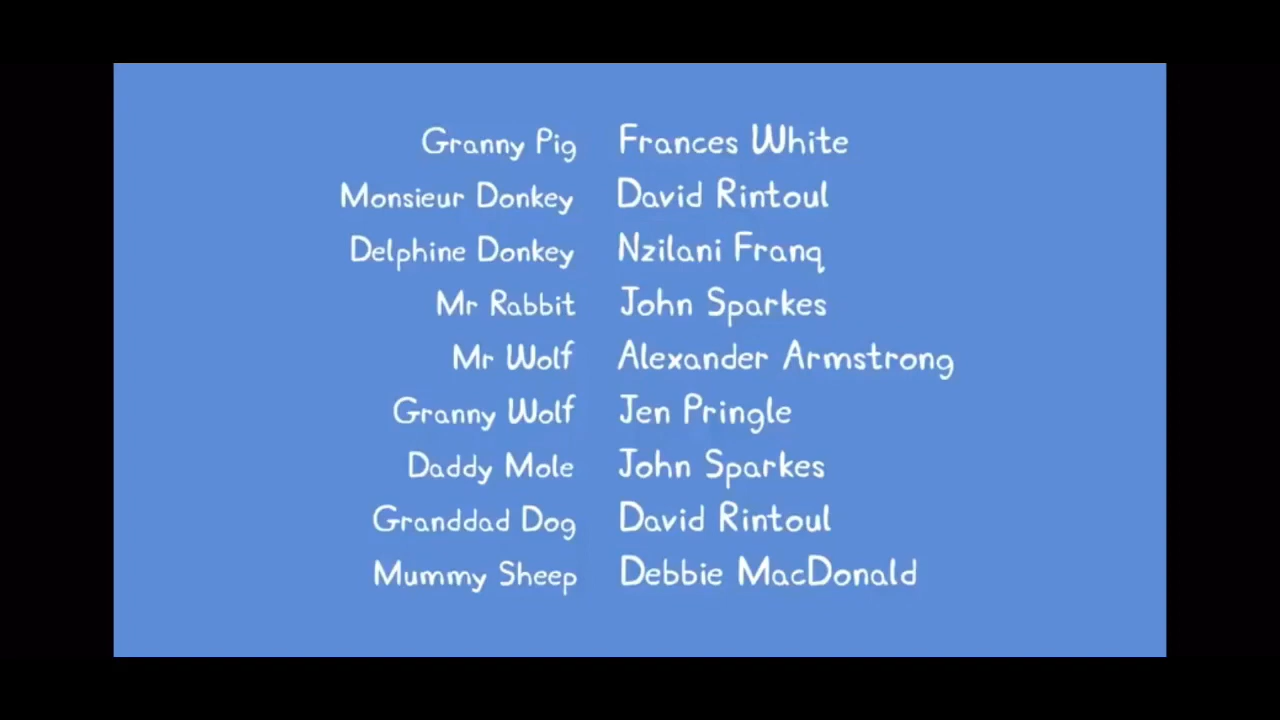 Granny Pig Frances White
Monsieur Donkey David Rintoul
Delphine Donkey Nzilani Franq
Mr Rabbit John Sparkes
Mr Wolf Alexander Armstrong
Granny Wolf Jen Pringle
Daddy Mole John Sparkes
Granddad Dog David Rintoul
Mummy Sheep Debbie MacDonald